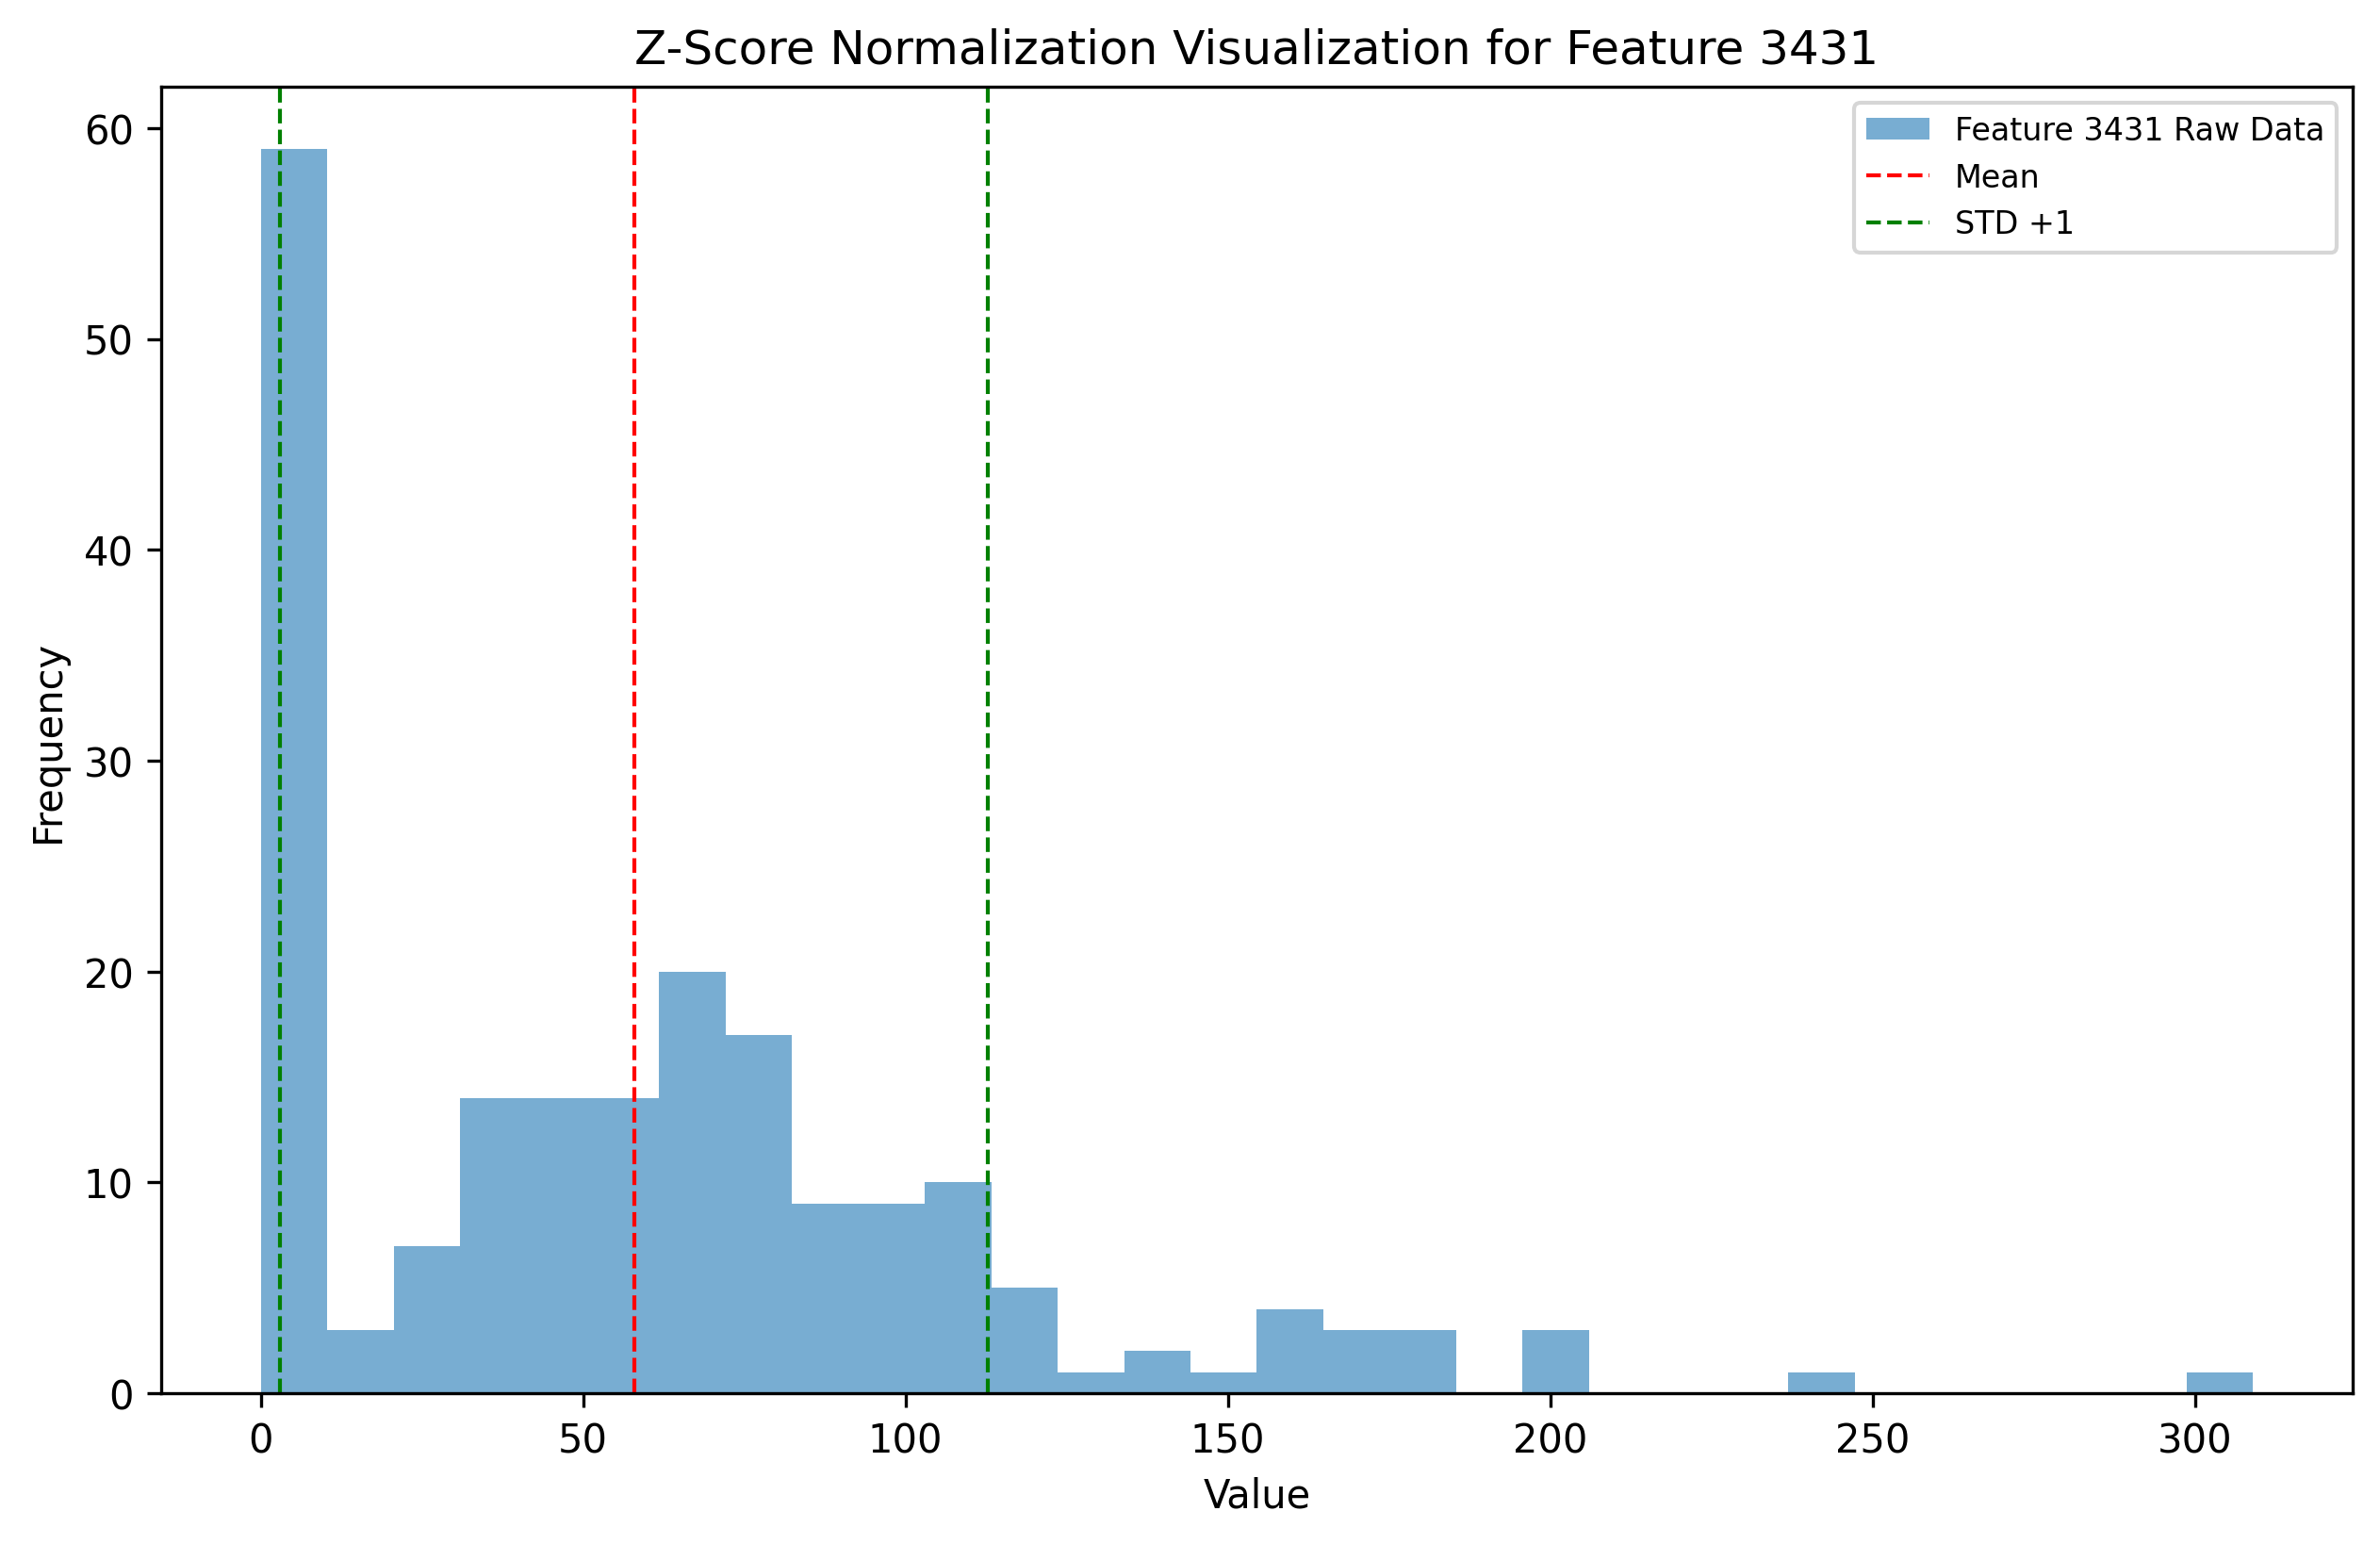 Z-Score Normalization Visualization for Feature 3431
Feature 3431 Raw Data
Mean
STD +1
60
50
40
30
20
10
0
Frequency
0 50 100 150 200 250 300
Value